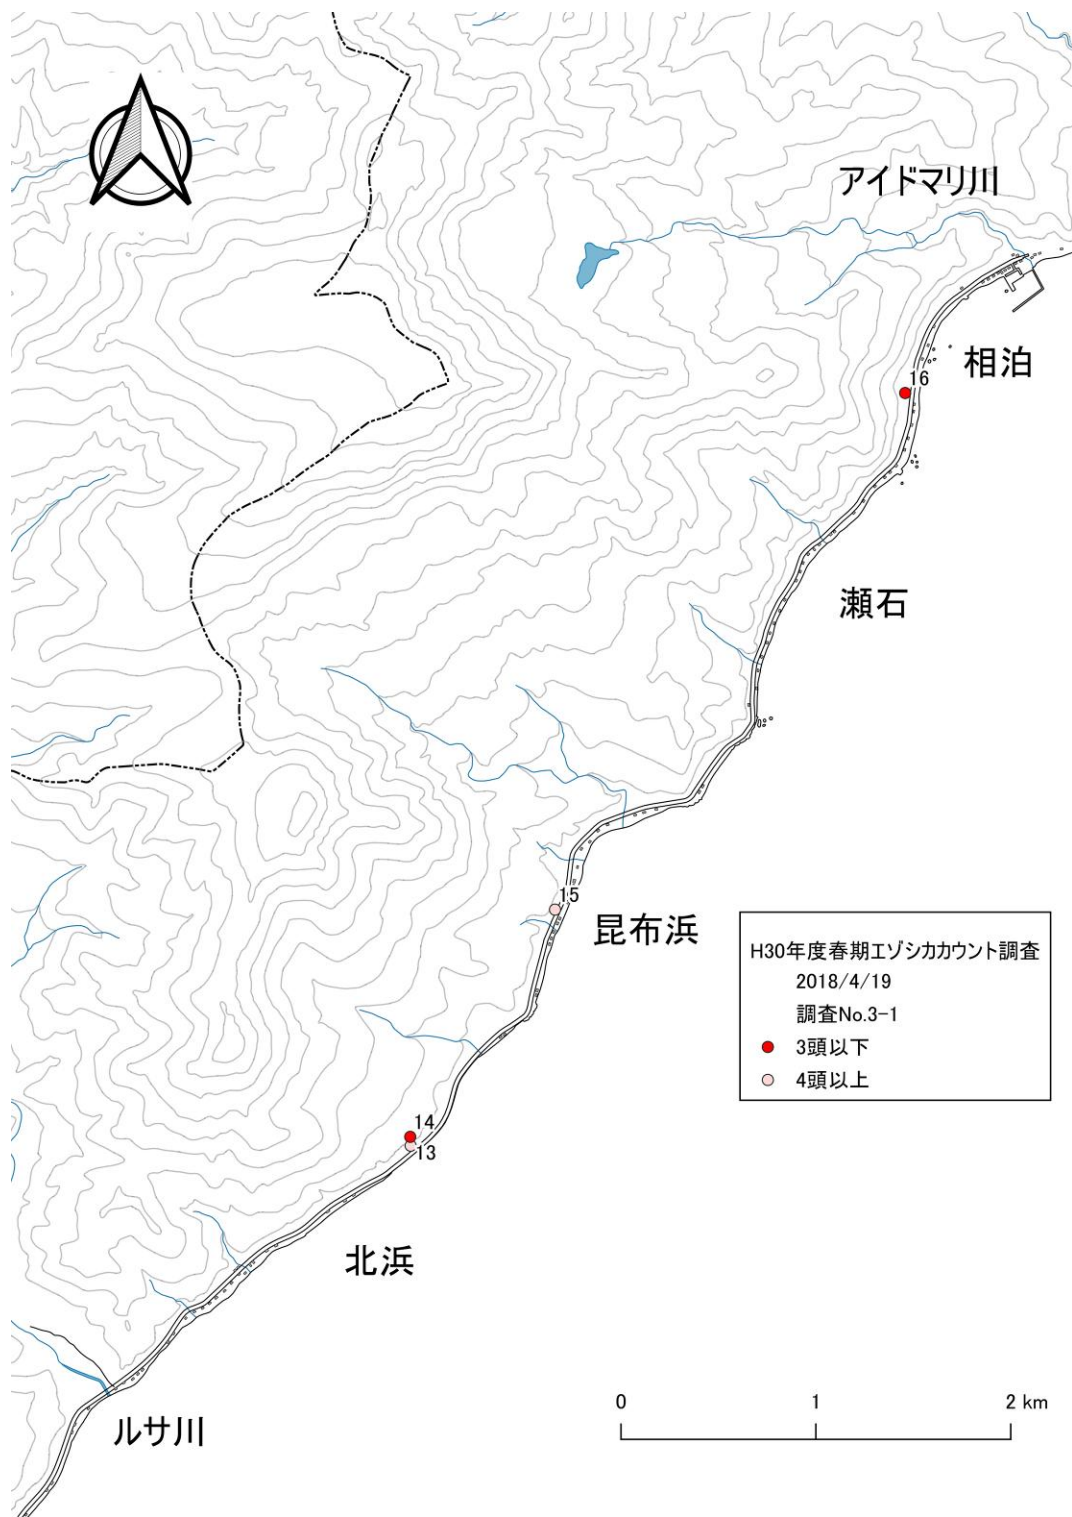 アイドマリ川
相泊
16
瀬石
15
昆布浜
H30年度春期エゾシカカウント調査
2018/4/19
調査No.3-1
3頭以下
4頭以上
14
13
北浜
0 1 2 km
ルサ川